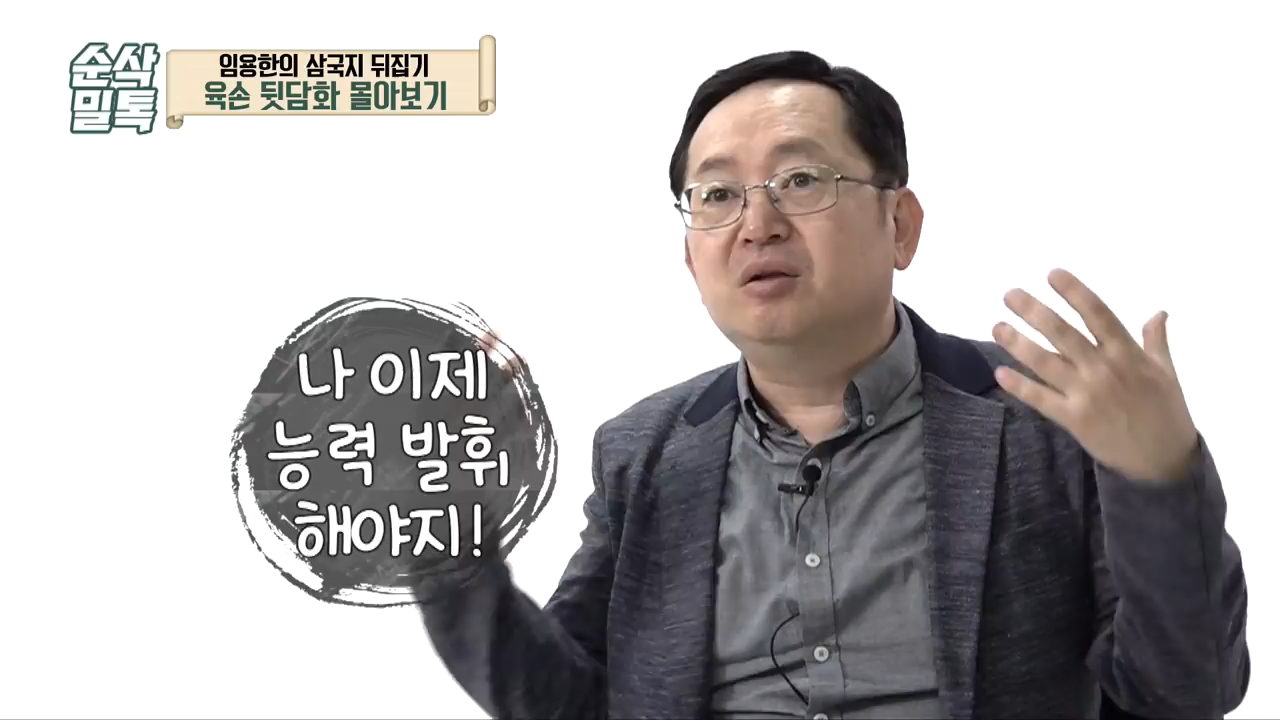 순삭
밀톡
임용한의 삼국지 뒤집기
육손 뒷담화 몰아보기
나 이제
능력 발휘
해야지!